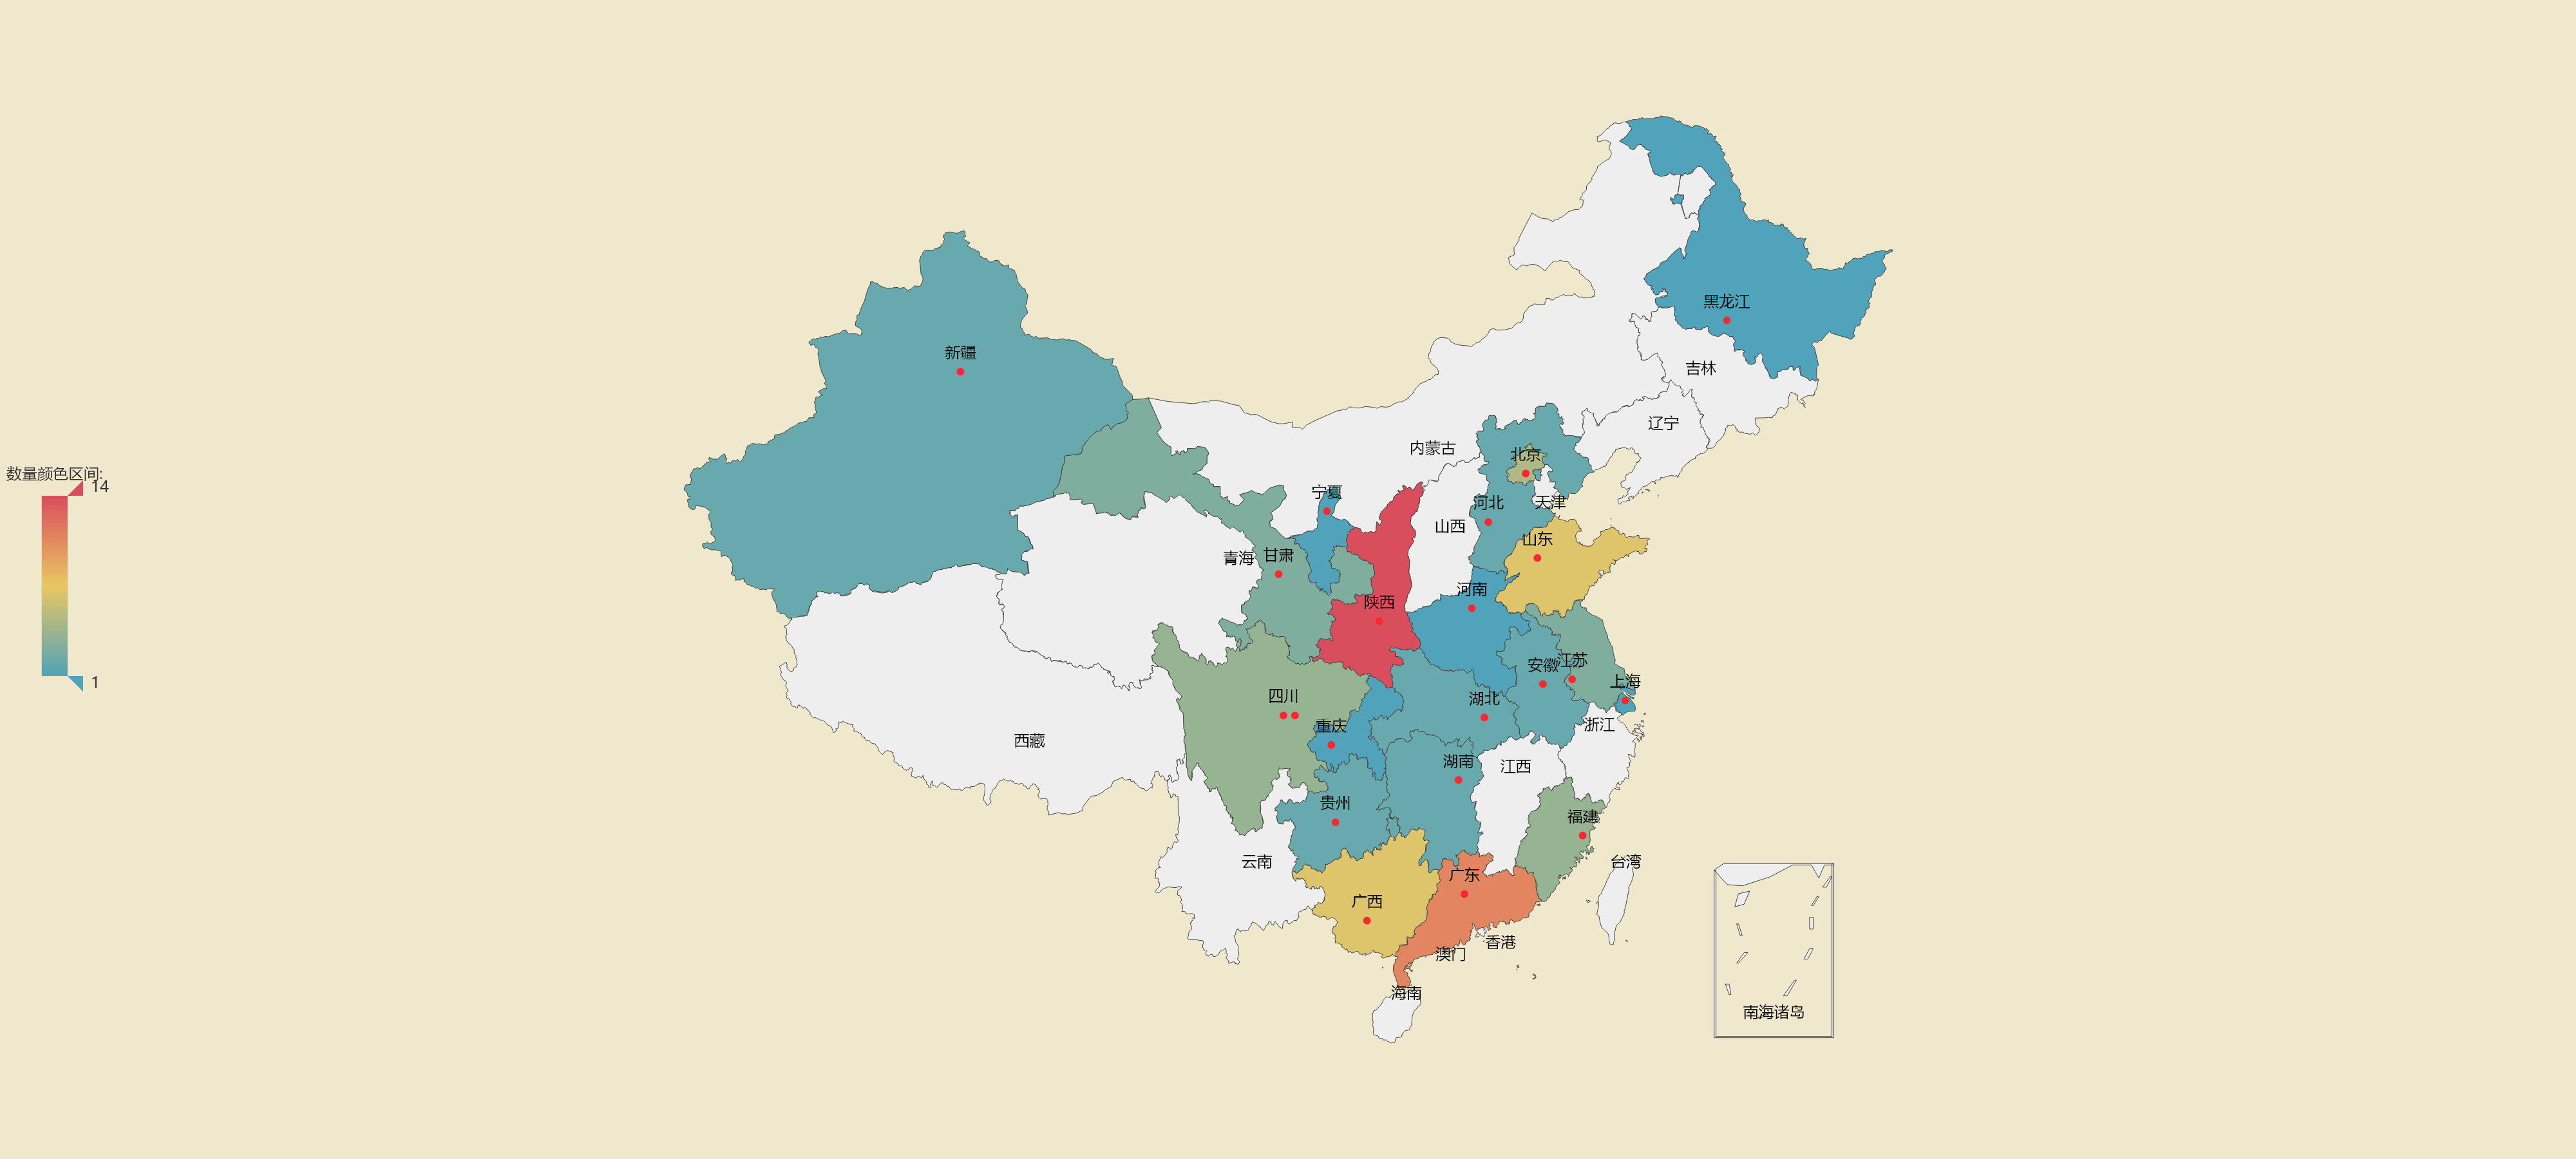 黑龙江
新疆
吉林
辽宁
内蒙古
北京
数量颜色区间:
14
宁夏
河北
天津
山西
山东
青海
甘肃
河南
陕西
安徽
江苏
1
上海
四川
湖北
重庆
浙江
西藏
湖南
江西
贵州
福建
云南
台湾
广东
广西
香港
澳门
海南
南海诸岛